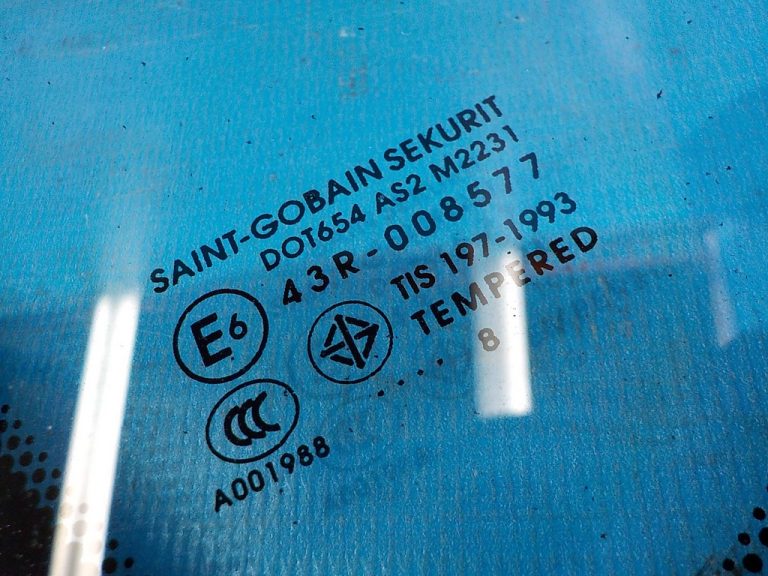 SAINT-GOBAIN SEKURIT
DOT654 AS2 M2231
43R-008577
E6
TIS 197-1993
TEMPERED
.... 8
CCC
A001988